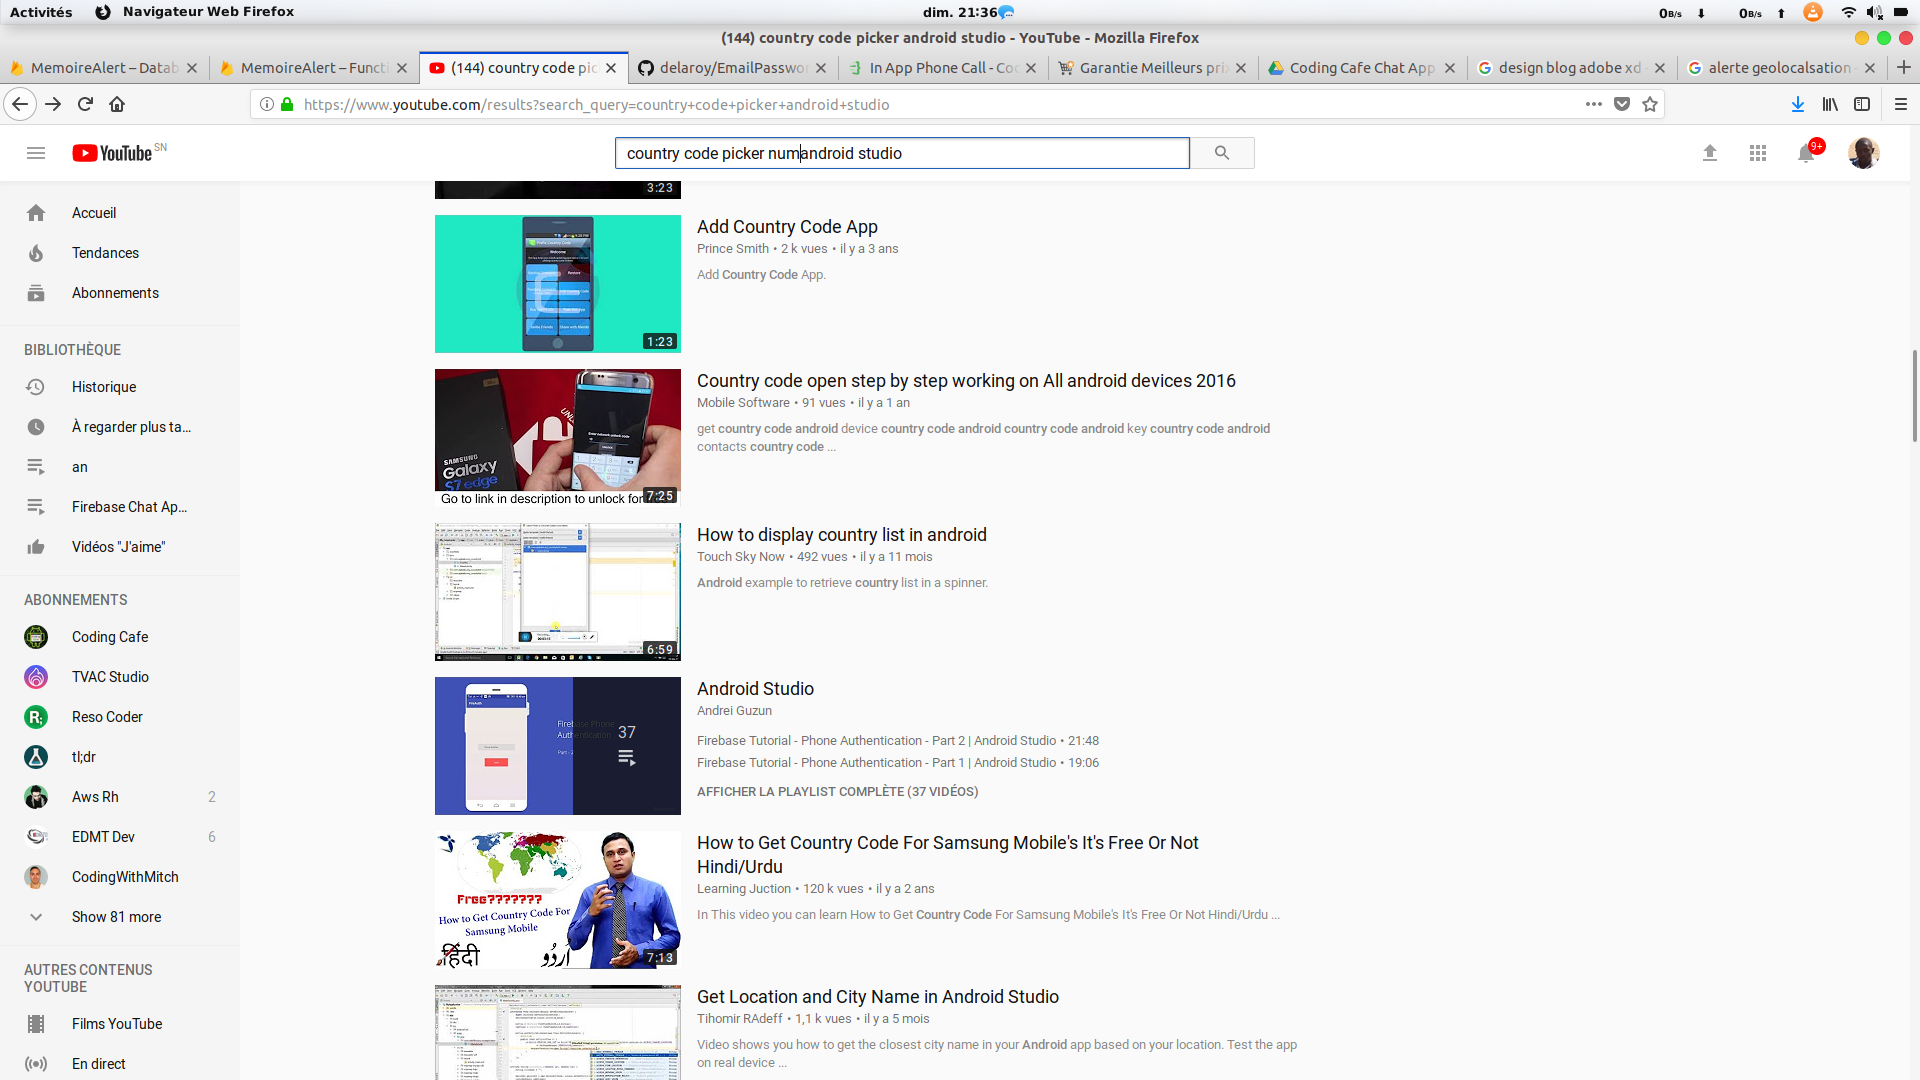 Activités
Navigateur Web Firefox
dim. 21:36
0B/s
0B/s
(144) country code picker android studio - YouTube - Mozilla Firefox
MemoireAlert – Datab
MemoireAlert – Functi
(144) country code pic
delaroy/EmailPasswor
In App Phone Call - Coc
Garantie Meilleurs prix
Coding Cafe Chat App
design blog adobe xd -
alerte geolocalsation -
https://www.youtube.com/results?search_query=country+code+picker+android+studio
YouTube SN
country code picker numandroid studio
9+
Accueil
Tendances
Abonnements
BIBLIOTHÈQUE
Historique
À regarder plus ta...
an
Firebase Chat Ap...
Vidéos "J'aime"
ABONNEMENTS
Coding Cafe
TVAC Studio
Reso Coder
tl;dr
Aws Rh 2
EDMT Dev 6
CodingWithMitch
Show 81 more
AUTRES CONTENUS
YOUTUBE
Films YouTube
En direct
3:23
1:23
Add Country Code App
Prince Smith • 2 k vues • il y a 3 ans
Add Country Code App.
SAMSUNG
Galaxy
S7 edge
7:25
Go to link in description to unlock for
Country code open step by step working on All android devices 2016
Mobile Software • 91 vues • il y a 1 an
get country code android device country code android country code android key country code android
contacts country code ...
6:59
How to display country list in android
Touch Sky Now • 492 vues • il y a 11 mois
Android example to retrieve country list in a spinner.
Firebase Phone
Authentication
37
Android Studio
Andrei Guzun
Firebase Tutorial - Phone Authentication - Part 2 | Android Studio • 21:48
Firebase Tutorial - Phone Authentication - Part 1 | Android Studio • 19:06
AFFICHER LA PLAYLIST COMPLÈTE (37 VIDÉOS)
Free???????
How to Get Country Code For
Samsung Mobile
हिंदी
اُردُو
7:13
How to Get Country Code For Samsung Mobile's It's Free Or Not
Hindi/Urdu
Learning Juction • 120 k vues • il y a 2 ans
In This video you can learn How to Get Country Code For Samsung Mobile's It's Free Or Not Hindi/Urdu ...
Get Location and City Name in Android Studio
Tihomir RAdeff • 1,1 k vues • il y a 5 mois
Video shows you how to get the closest city name in your Android app based on your location. Test the app
on real device ...